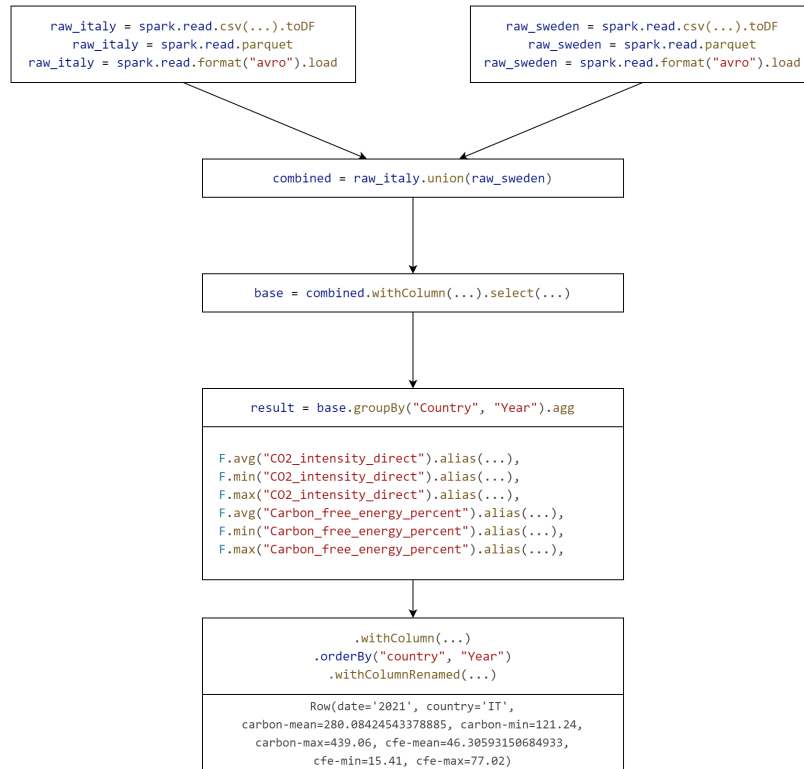 raw_italy = spark.read.csv(...).toDF
raw_italy = spark.read.parquet
raw_italy = spark.read.format("avro").load
raw_sweden = spark.read.csv(...).toDF
raw_sweden = spark.read.parquet
raw_sweden = spark.read.format("avro").load
combined = raw_italy.union(raw_sweden)
base = combined.withColumn(...).select(...)
result = base.groupBy("Country", "Year").agg
F.avg("CO2_intensity_direct").alias(...),
F.min("CO2_intensity_direct").alias(...),
F.max("CO2_intensity_direct").alias(...),
F.avg("Carbon_free_energy_percent").alias(...),
F.min("Carbon_free_energy_percent").alias(...),
F.max("Carbon_free_energy_percent").alias(...),
.withColumn(...)
.orderBy("country", "Year")
.withColumnRenamed(...)
Row(date='2021', country='IT',
carbon-mean=280.08424543378885, carbon-min=121.24,
carbon-max=439.06, cfe-mean=46.30593150684933,
cfe-min=15.41, cfe-max=77.02)